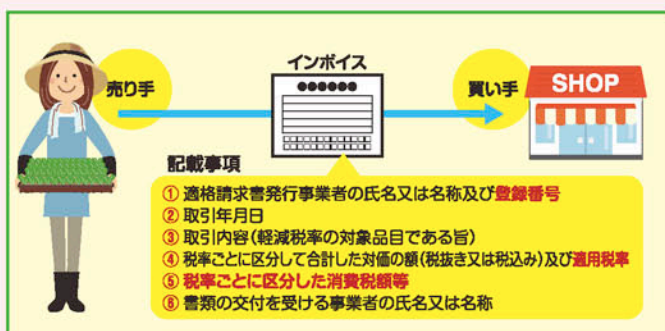 インボイス
売り手
●●●●●●
買い手
SHOP
記載事項
① 適格請求書発行事業者の氏名又は名称及び登録番号
② 取引年月日
③ 取引内容(軽減税率の対象品目である旨)
④ 税率ごとに区分して合計した対価の額(税抜き又は税込み)及び適用税率
⑤ 税率ごとに区分した消費税額等
⑥ 書類の交付を受ける事業者の氏名又は名称